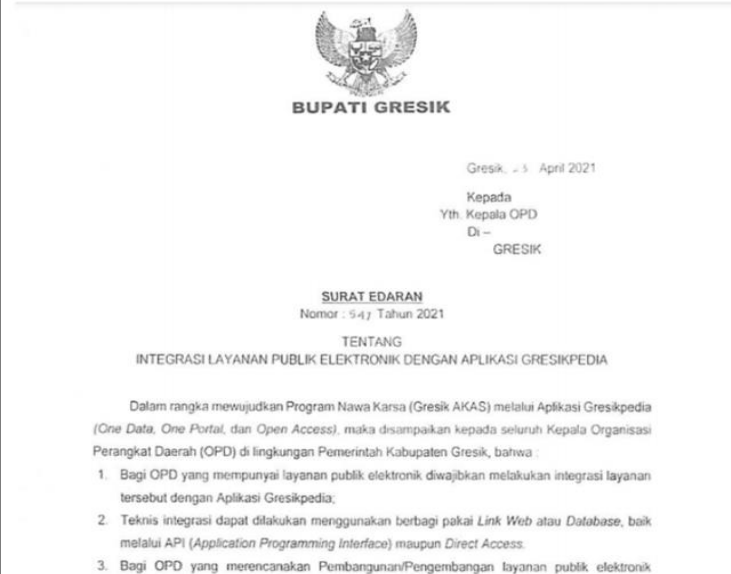 BUPATI GRESIK
Gresik, April 2021
Kepada
Yth. Kepala OPD
Di –
GRESIK
SURAT EDARAN
Nomor : 541 Tahun 2021
TENTANG
INTEGRASI LAYANAN PUBLIK ELEKTRONIK DENGAN APLIKASI GRESIKPEDIA
Dalam rangka mewujudkan Program Nawa Karsa (Gresik AKAS) melalui Aplikasi Gresikpedia
(One Data, One Portal, dan Open Access), maka disampaikan kepada seluruh Kepala Organisasi
Perangkat Daerah (OPD) di lingkungan Pemerintah Kabupaten Gresik, bahwa :
1. Bagi OPD yang mempunyai layanan publik elektronik diwajibkan melakukan integrasi layanan
tersebut dengan Aplikasi Gresikpedia;
2. Teknis integrasi dapat dilakukan menggunakan berbagi pakai Link Web atau Database, baik
melalui API (Application Programming Interface) maupun Direct Access.
3. Bagi OPD yang merencanakan Pembangunan/Pengembangan layanan publik elektronik